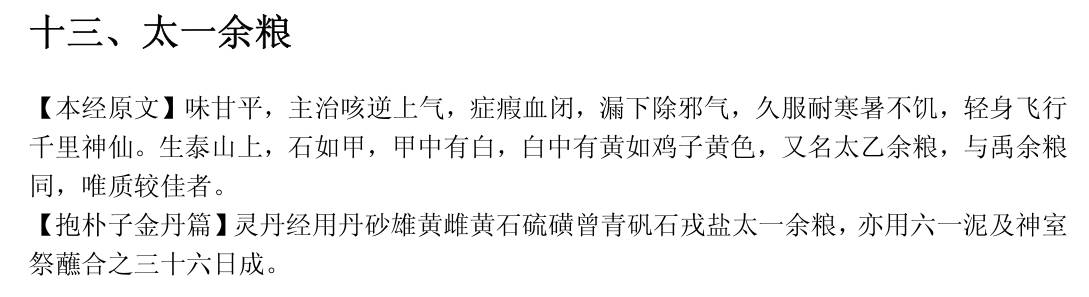 十三、太一余粮
【本经原文】味甘平，主治咳逆上气，症瘕血闭，漏下除邪气，久服耐寒暑不饥，轻身飞行
千里神仙。生泰山上，石如甲，甲中有白，白中有黄如鸡子黄色，又名太乙余粮，与禹余粮
同，唯质较佳者。
【抱朴子金丹篇】灵丹经用丹砂雄黄雌黄石硫磺曾青矾石戎盐太一余粮，亦用六一泥及神室
祭蘸合之三十六日成。